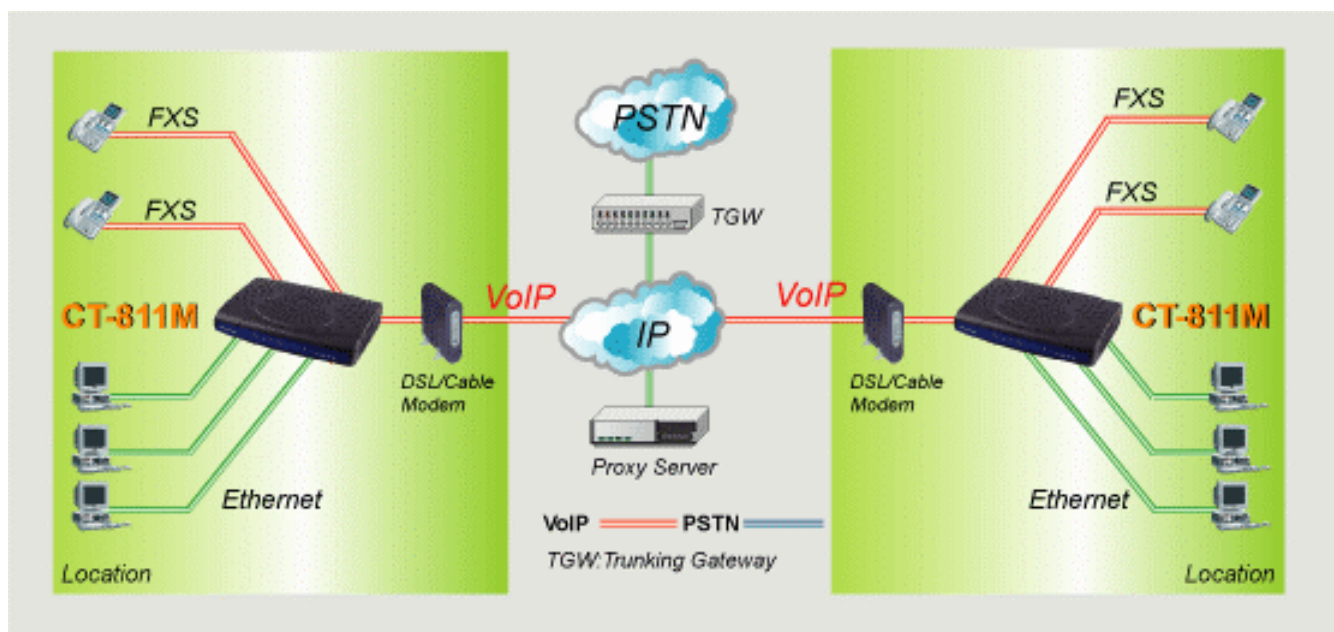 FXS
FXS
CT-811M
DSL/Cable
Modem
Ethernet
Location
VoIP
PSTN
TGW
IP
Proxy Server
VoIP
VoIP PSTN
TGW:Trunking Gateway
FXS
FXS
CT-811M
DSL/Cable
Modem
Ethernet
Location